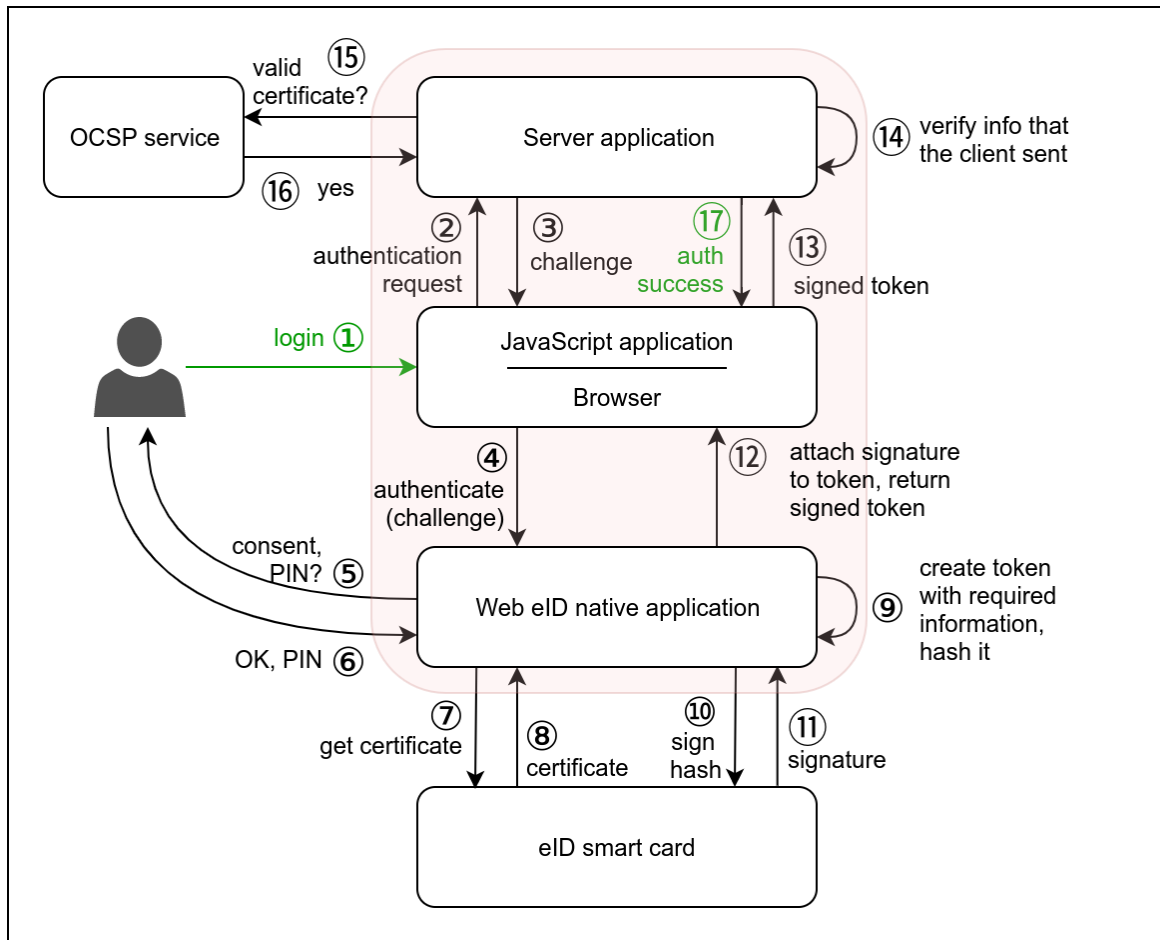 ⑮
valid
certificate?
OCSP service
Server application
⑭
verify info that
the client sent
⑯ yes
②
authentication
request
③
challenge
⑰
auth
success
⑬
signed token
login ①
JavaScript application
Browser
④
authenticate
(challenge)
⑫
attach signature
to token, return
signed token
consent,
PIN? ⑤
Web eID native application
⑨
create token
with required
information,
hash it
OK, PIN ⑥
⑦
get certificate
⑧
certificate
⑩
sign
hash
⑪
signature
eID smart card